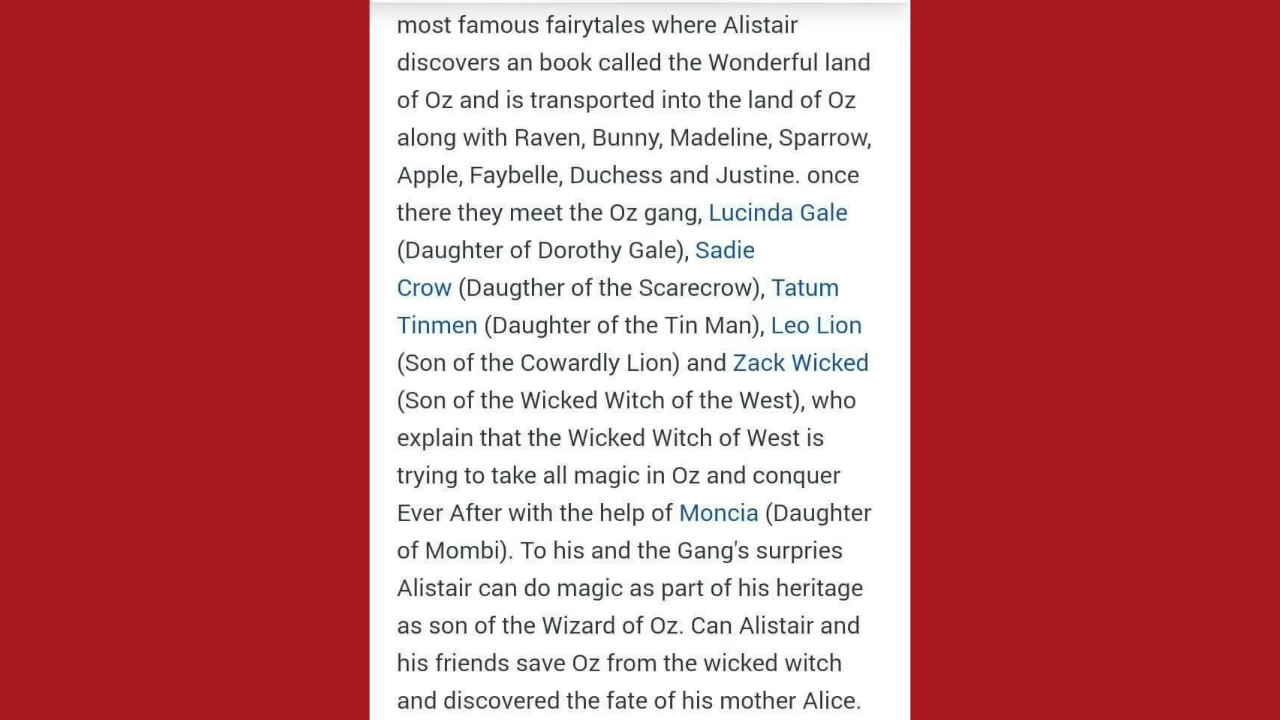 most famous fairytales where Alistair
discovers an book called the Wonderful land
of Oz and is transported into the land of Oz
along with Raven, Bunny, Madeline, Sparrow,
Apple, Faybelle, Duchess and Justine. once
there they meet the Oz gang, Lucinda Gale
(Daughter of Dorothy Gale), Sadie
Crow (Daugther of the Scarecrow), Tatum
Tinmen (Daughter of the Tin Man), Leo Lion
(Son of the Cowardly Lion) and Zack Wicked
(Son of the Wicked Witch of the West), who
explain that the Wicked Witch of West is
trying to take all magic in Oz and conquer
Ever After with the help of Moncia (Daughter
of Mombi). To his and the Gang's surpries
Alistair can do magic as part of his heritage
as son of the Wizard of Oz. Can Alistair and
his friends save Oz from the wicked witch
and discovered the fate of his mother Alice.